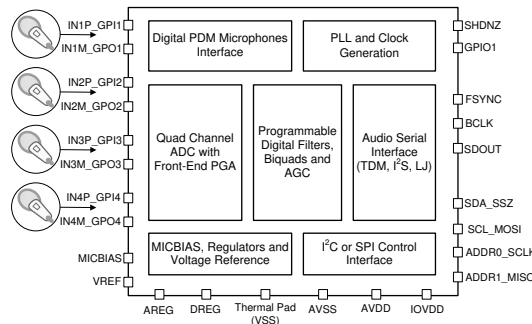 IN1P_GPI1
IN1M_GPO1
IN2P_GPI2
IN2M_GPO2
IN3P_GPI3
IN3M_GPO3
IN4P_GPI4
IN4M_GPO4
MICBIAS
VREF
Digital PDM Microphones
Interface
PLL and Clock
Generation
Quad Channel
ADC with
Front-End PGA
Programmable
Digital Filters,
Biquads and
AGC
Audio Serial
Interface
(TDM, I²S, LJ)
MICBIAS, Regulators and
Voltage Reference
I²C or SPI Control
Interface
SHDNZ
GPIO1
FSYNC
BCLK
SDOUT
SDA_SSZ
SCL_MOSI
ADDR0_SCLK
ADDR1_MISO
AREG
DREG
Thermal Pad
(VSS)
AVSS
AVDD
IOVDD